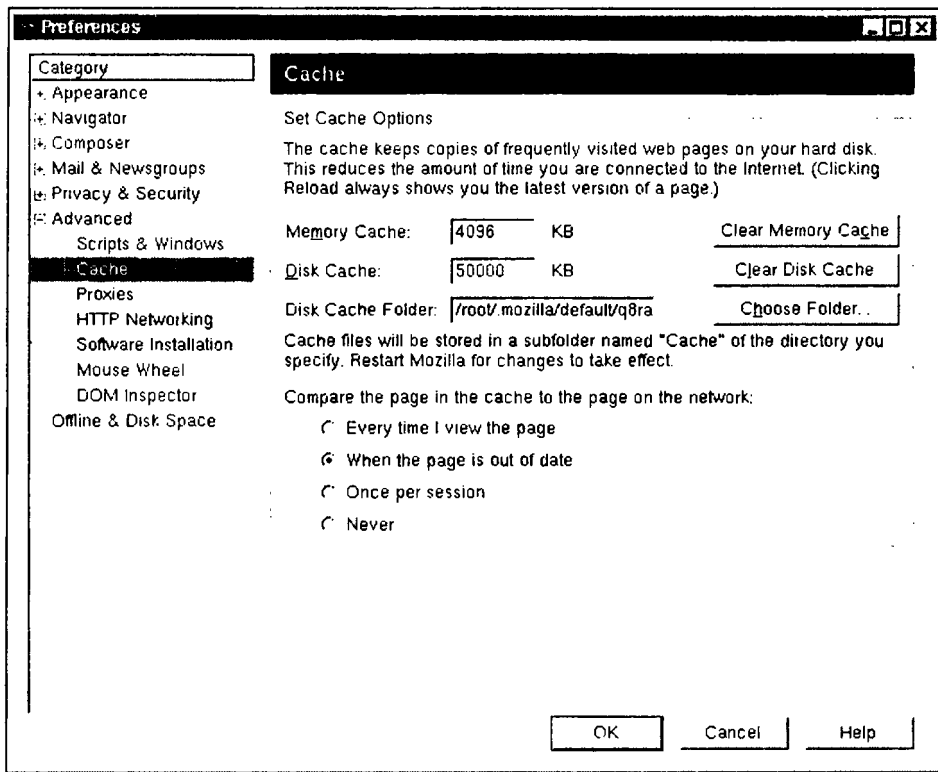 Preferences
Category
Appearance
Navigator
Composer
Mail & Newsgroups
Privacy & Security
Advanced
Scripts & Windows
Cache
Proxies
HTTP Networking
Software Installation
Mouse Wheel
DOM Inspector
Offline & Disk Space
Cache
Set Cache Options
The cache keeps copies of frequently visited web pages on your hard disk.
This reduces the amount of time you are connected to the Internet. (Clicking
Reload always shows you the latest version of a page.)
Memory Cache: 4096 KB Clear Memory Cache
Disk Cache: 50000 KB Clear Disk Cache
Disk Cache Folder: /root/.mozilla/default/q8ra Choose Folder. .
Cache files will be stored in a subfolder named "Cache" of the directory you
specify. Restart Mozilla for changes to take effect.
Compare the page in the cache to the page on the network:
Every time I view the page
When the page is out of date
Once per session
Never
OK Cancel Help